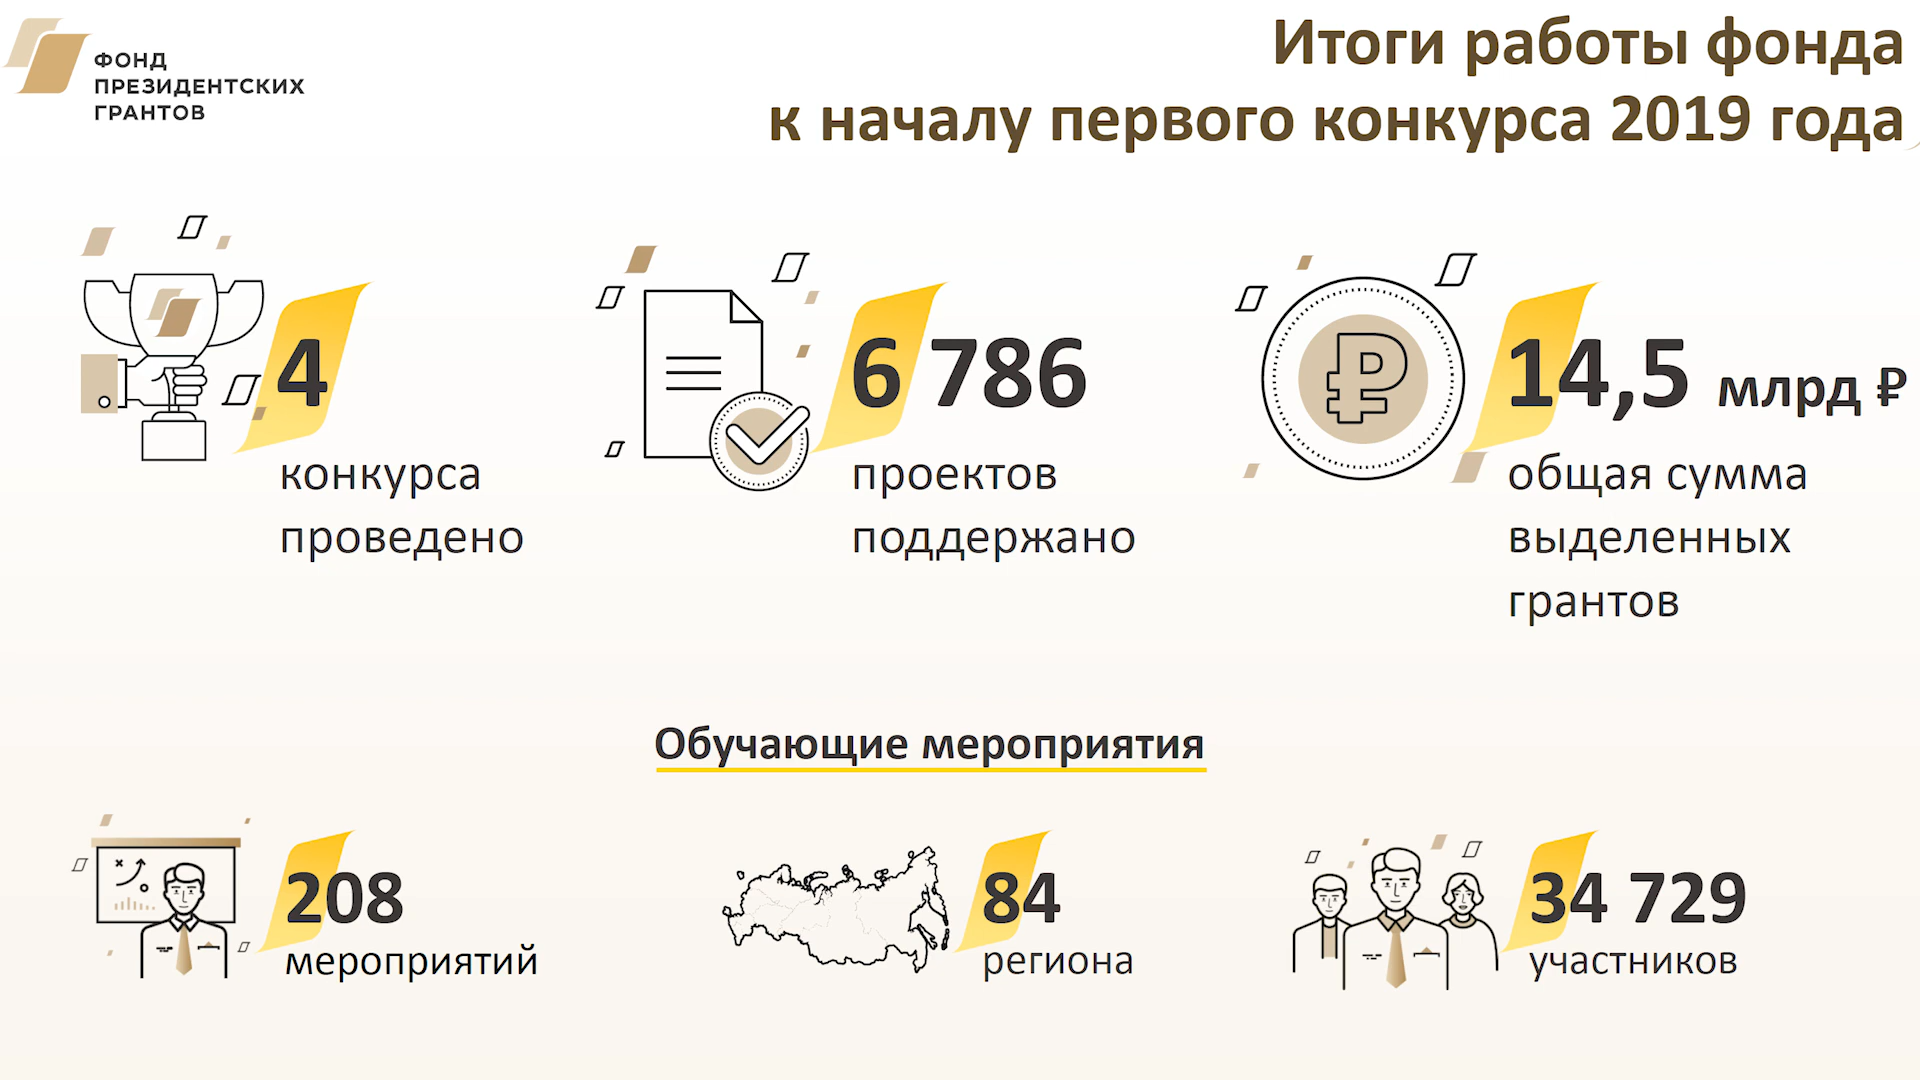 ФОНД
ПРЕЗИДЕНТСКИХ
ГРАНТОВ
Итоги работы фонда
к началу первого конкурса 2019 года
4
конкурса
проведено
6 786
проектов
поддержано
14,5 млрд ₽
общая сумма
выделенных
грантов
Обучающие мероприятия
208
мероприятий
84
региона
34 729
участников